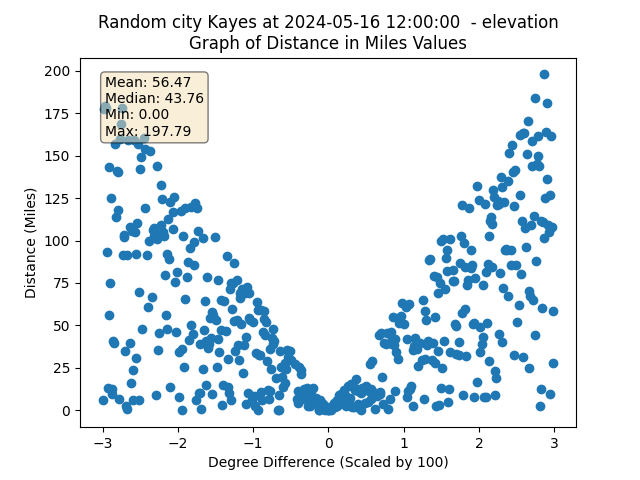 Random city Kayes at 2024-05-16 12:00:00  - elevation
Graph of Distance in Miles Values
Mean: 56.47
Median: 43.76
Min: 0.00
Max: 197.79
200
175
150
125
100
75
50
25
0
Distance (Miles)
−3 −2 −1 0 1 2 3
Degree Difference (Scaled by 100)